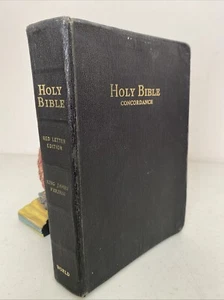 HOLY
BIBLE
RED LETTER
EDITION
KING JAMES
VERSION
WORLD
HOLY BIBLE
CONCORDANCE